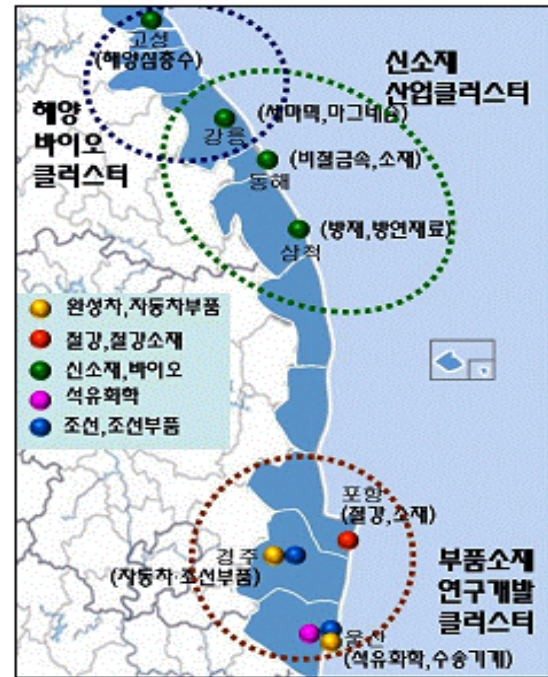 고성
(해양심층수)
신소재
산업클러스터
해양
바이오
클러스터
(세라믹,마그네슘)
강릉
(비철금속,소재)
동해
(방재,방연재료)
삼척
완성차,자동차부품
철강,철강소재
신소재,바이오
석유화학
조선,조선부품
포항
(철강,소재)
경주
(자동차·조선부품)
부품소재
연구개발
클러스터
울산
(석유화학,수송기계)